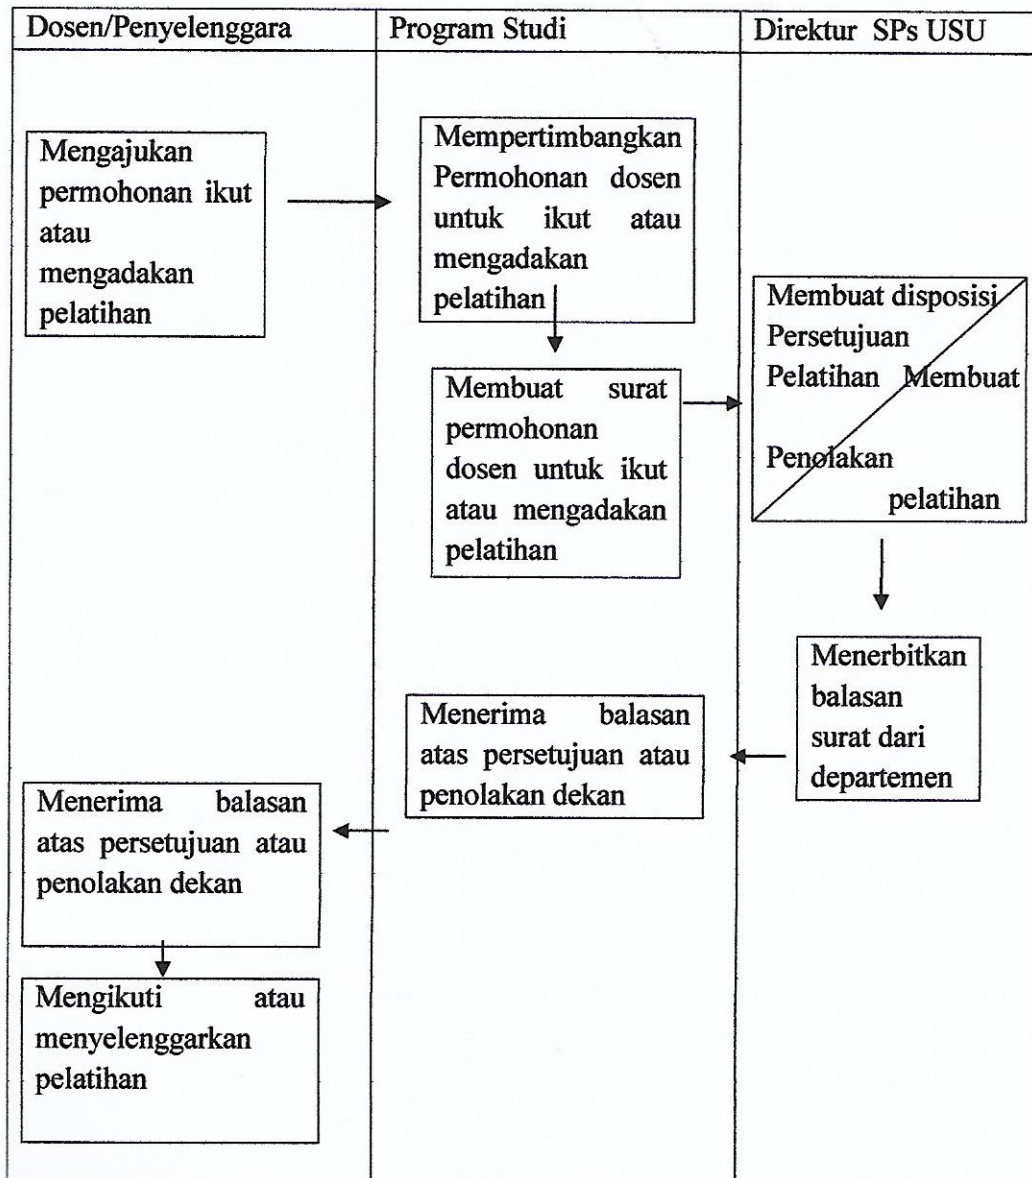 Dosen/Penyelenggara
Program Studi
Direktur SPs USU
Mengajukan
permohonan ikut
atau
mengadakan
pelatihan
Mempertimbangkan
Permohonan dosen
untuk ikut atau
mengadakan
pelatihan
Membuat surat
permohonan
dosen untuk ikut
atau mengadakan
pelatihan
Membuat disposisi
Persetujuan
Pelatihan Membuat
Penolakan
pelatihan
Menerbitkan
balasan
surat dari
departemen
Menerima balasan
atas persetujuan atau
penolakan dekan
Menerima balasan
atas persetujuan atau
penolakan dekan
Mengikuti atau
menyelenggarkan
pelatihan